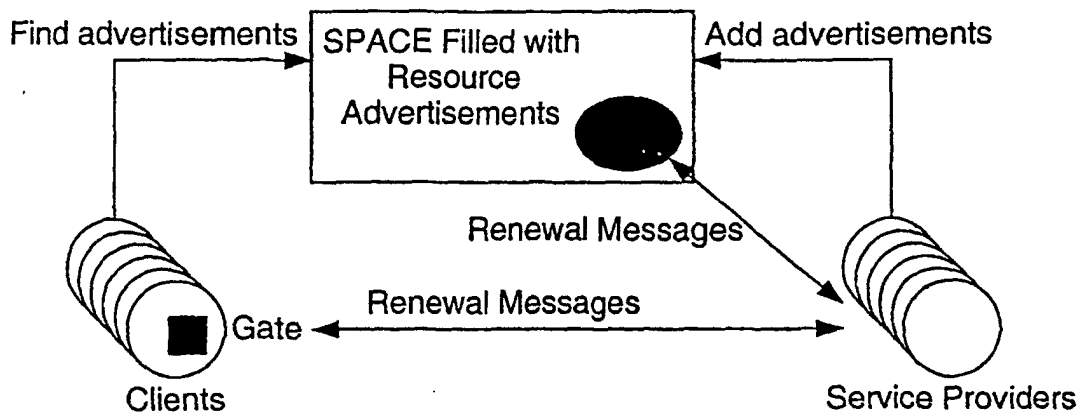 Find advertisements
SPACE Filled with
Resource
Advertisements
Add advertisements
Renewal Messages
Renewal Messages
Gate
Clients
Service Providers